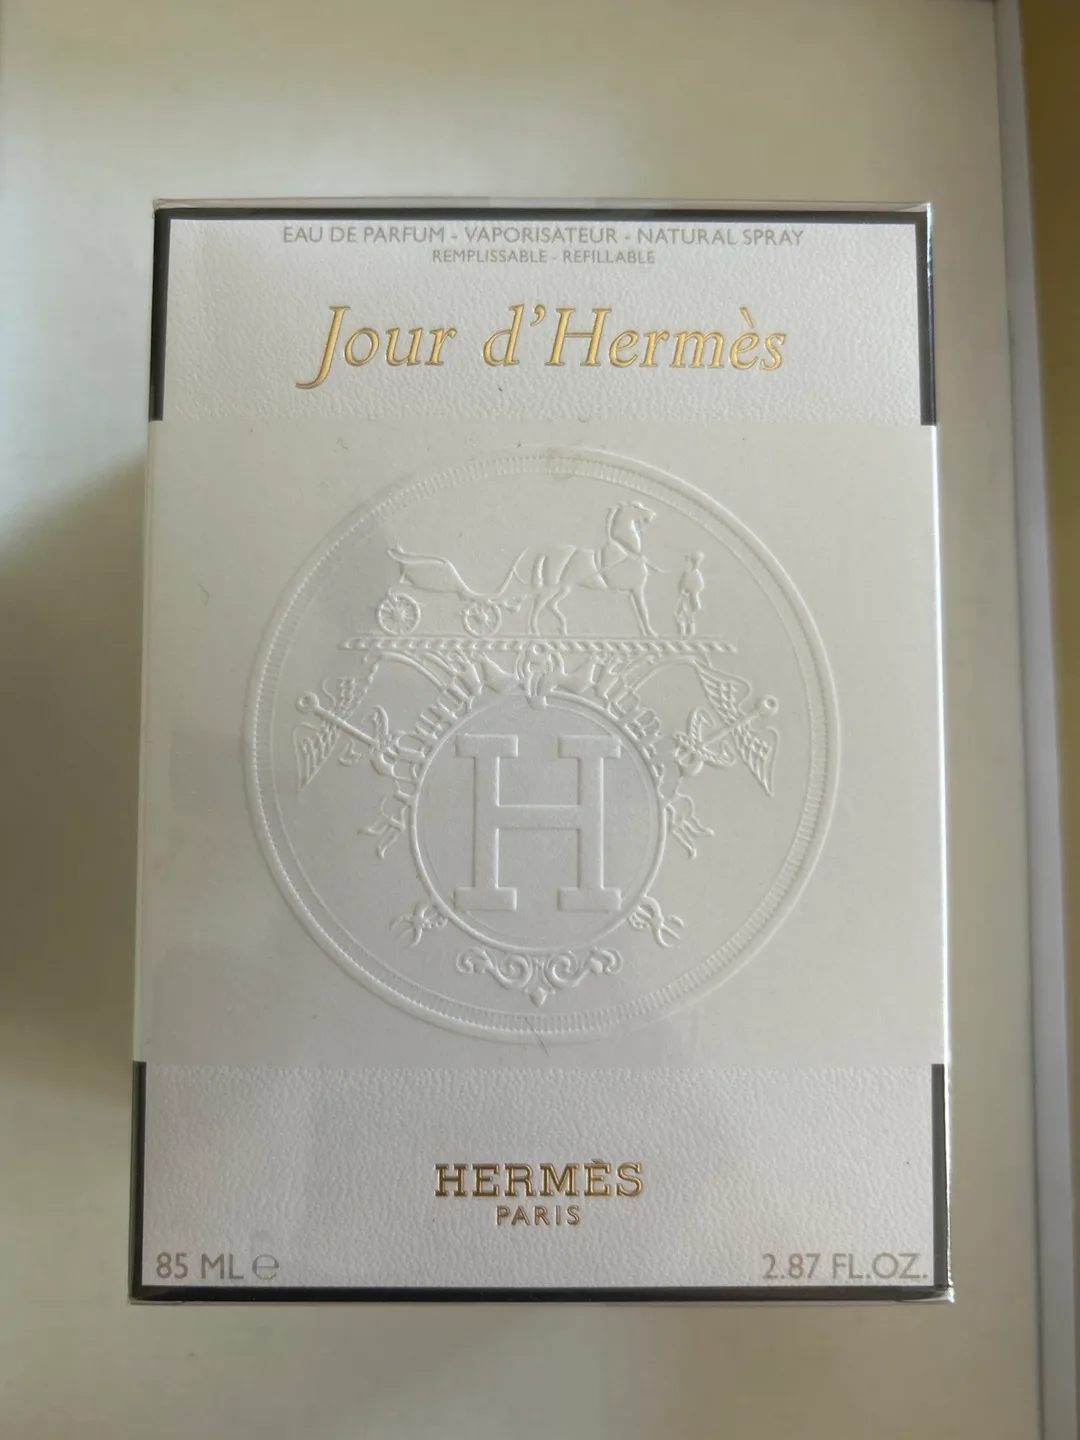 EAU DE PARFUM - VAPORISATEUR - NATURAL SPRAY
REMPLISSABLE - REFILLABLE
Jour d'Hermès
H
HERMÈS
PARIS
85 ML ℮
2.87 FL.OZ.